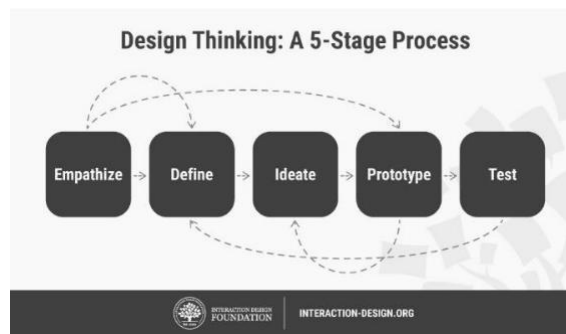 Design Thinking: A 5-Stage Process
Empathize
Define
Ideate
Prototype
Test
INTERACTION DESIGN
FOUNDATION
INTERACTION-DESIGN.ORG